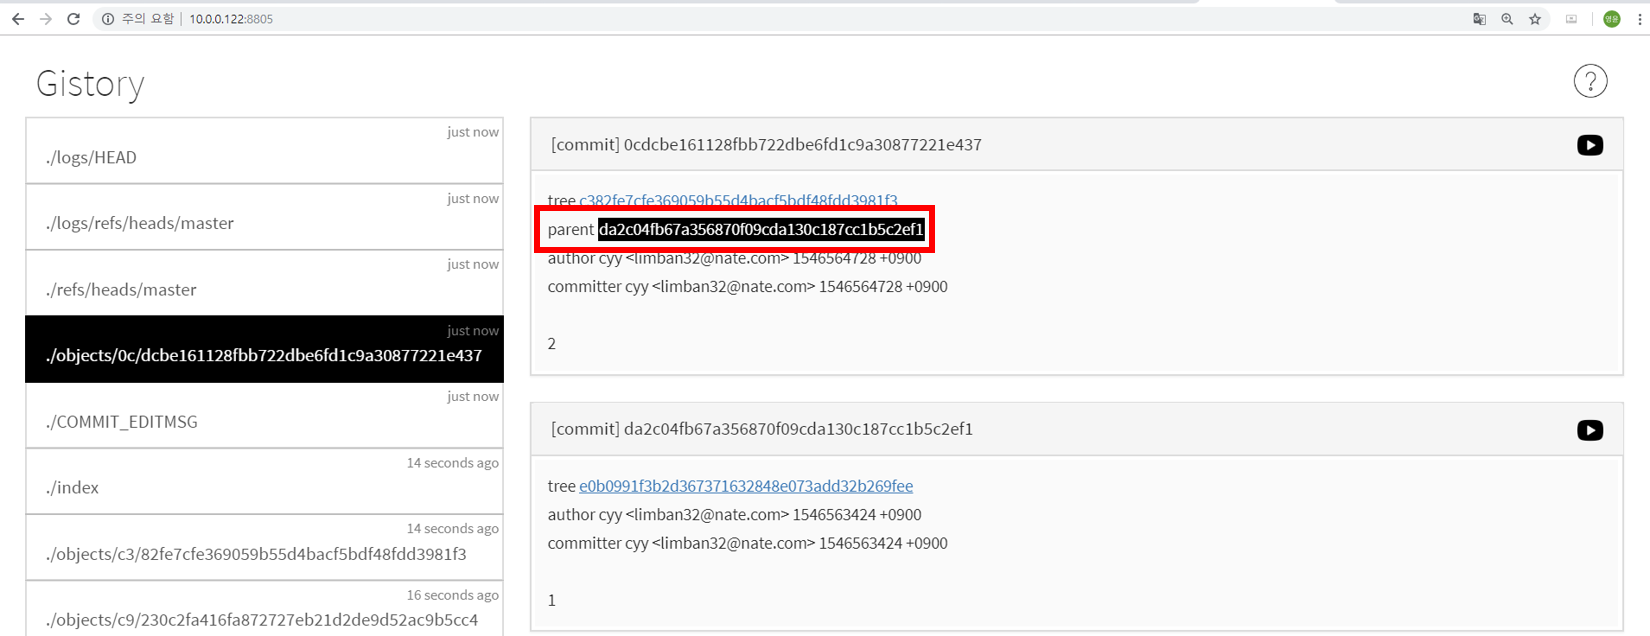 주의 요함 | 10.0.0.122:8805
영윤
Gistory
?
just now
./logs/HEAD
just now
./logs/refs/heads/master
just now
./refs/heads/master
just now
./objects/0c/dcbe161128fbb722dbe6fd1c9a30877221e437
just now
./COMMIT_EDITMSG
14 seconds ago
./index
14 seconds ago
./objects/c3/82fe7cfe369059b55d4bacf5bdf48fdd3981f3
16 seconds ago
./objects/c9/230c2fa416fa872727eb21d2de9d52ac9b5cc4
[commit] 0cdcbe161128fbb722dbe6fd1c9a30877221e437
tree c382fe7cfe369059b55d4bacf5bdf48fdd3981f3
parent da2c04fb67a356870f09cda130c187cc1b5c2ef1
author cyy <limban32@nate.com> 1546564728 +0900
committer cyy <limban32@nate.com> 1546564728 +0900
2
[commit] da2c04fb67a356870f09cda130c187cc1b5c2ef1
tree e0b0991f3b2d367371632848e073add32b269fee
author cyy <limban32@nate.com> 1546563424 +0900
committer cyy <limban32@nate.com> 1546563424 +0900
1